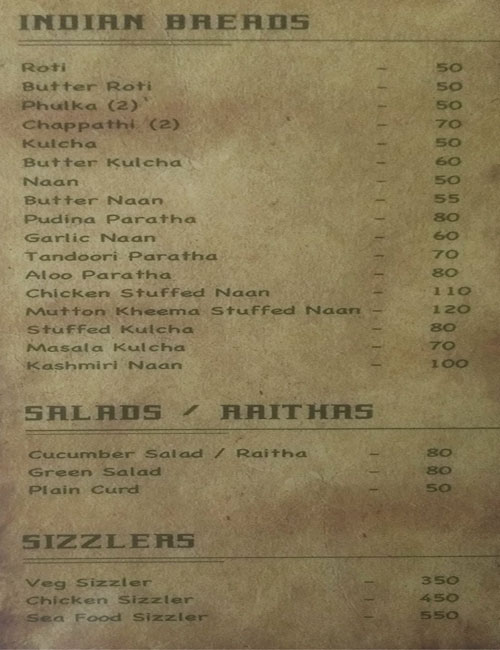 INDIAN BREADS
Roti - 50
Butter Roti - 50
Phulka (2) - 50
Chappathi (2) - 70
Kulcha - 50
Butter Kulcha - 60
Naan - 50
Butter Naan - 55
Pudina Paratha - 80
Garlic Naan - 60
Tandoori Paratha - 70
Aloo Paratha - 80
Chicken Stuffed Naan - 110
Mutton Kheema Stuffed Naan - 120
Stuffed Kulcha - 80
Masala Kulcha - 70
Kashmiri Naan - 100
SALADS / RAITHAS
Cucumber Salad / Raitha - 80
Green Salad - 80
Plain Curd - 50
SIZZLERS
Veg Sizzler - 350
Chicken Sizzler - 450
Sea Food Sizzler - 550